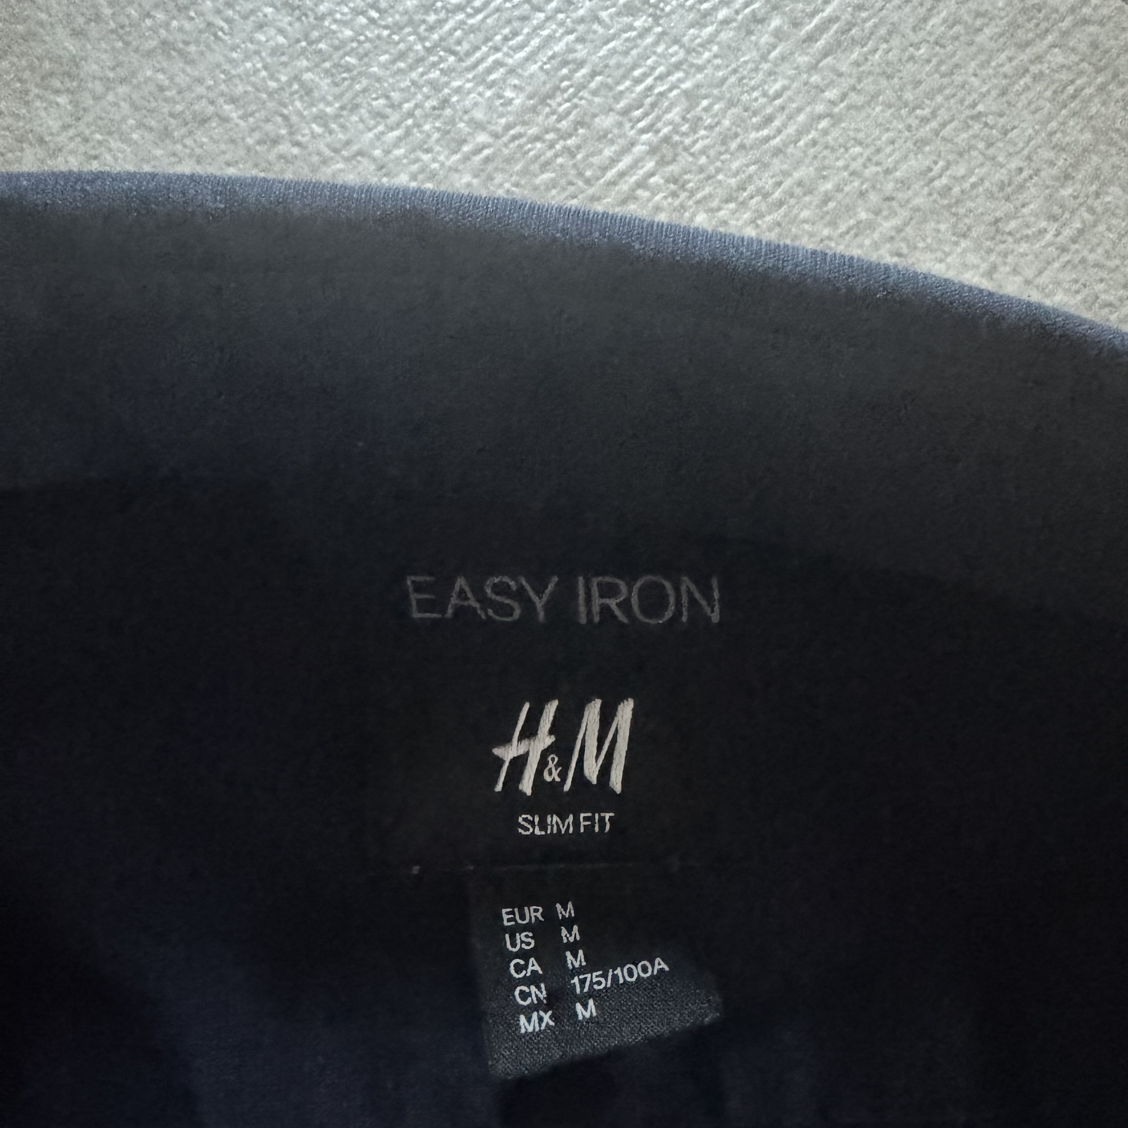 EASY IRON
H&M
SLIM FIT
EUR M
US M
CA M
CN 175/100A
MX M